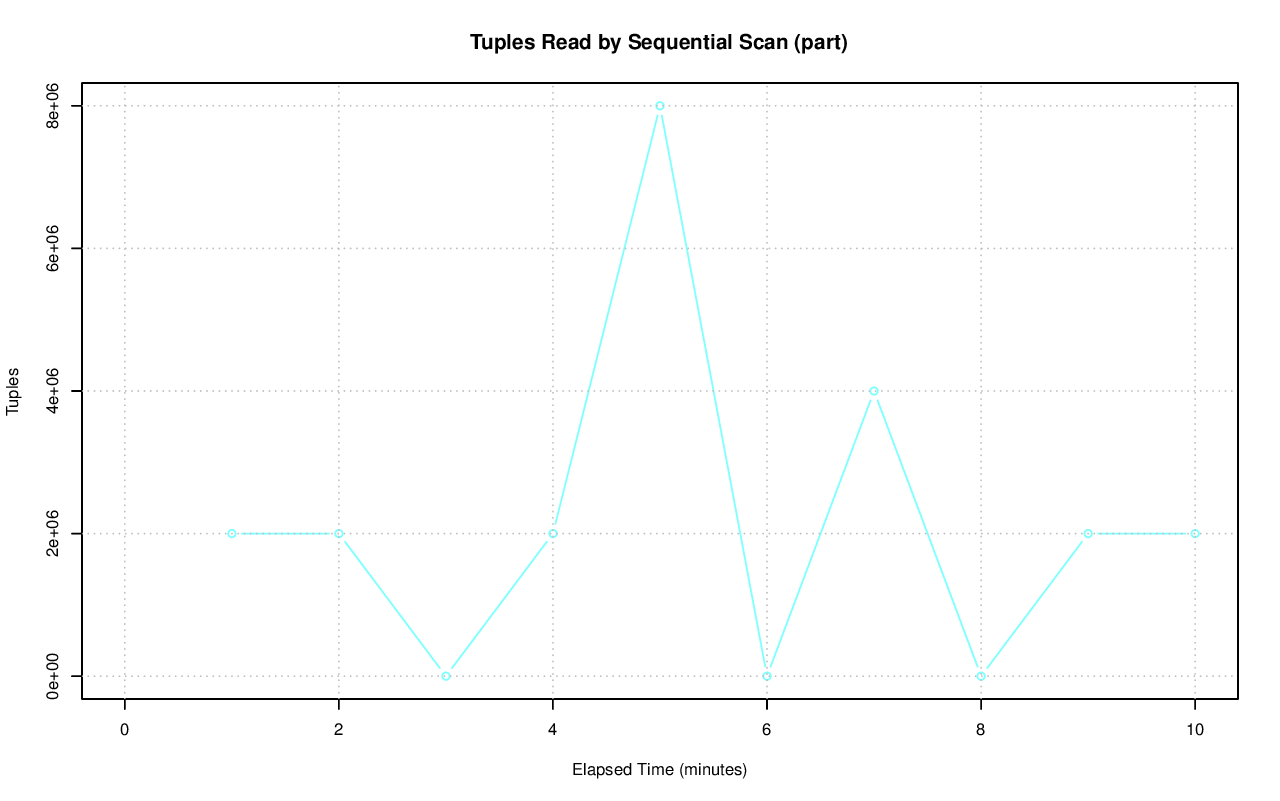 Tuples Read by Sequential Scan (part)
8e+06
6e+06
4e+06
2e+06
0e+00
Tuples
0 2 4 6 8 10
Elapsed Time (minutes)